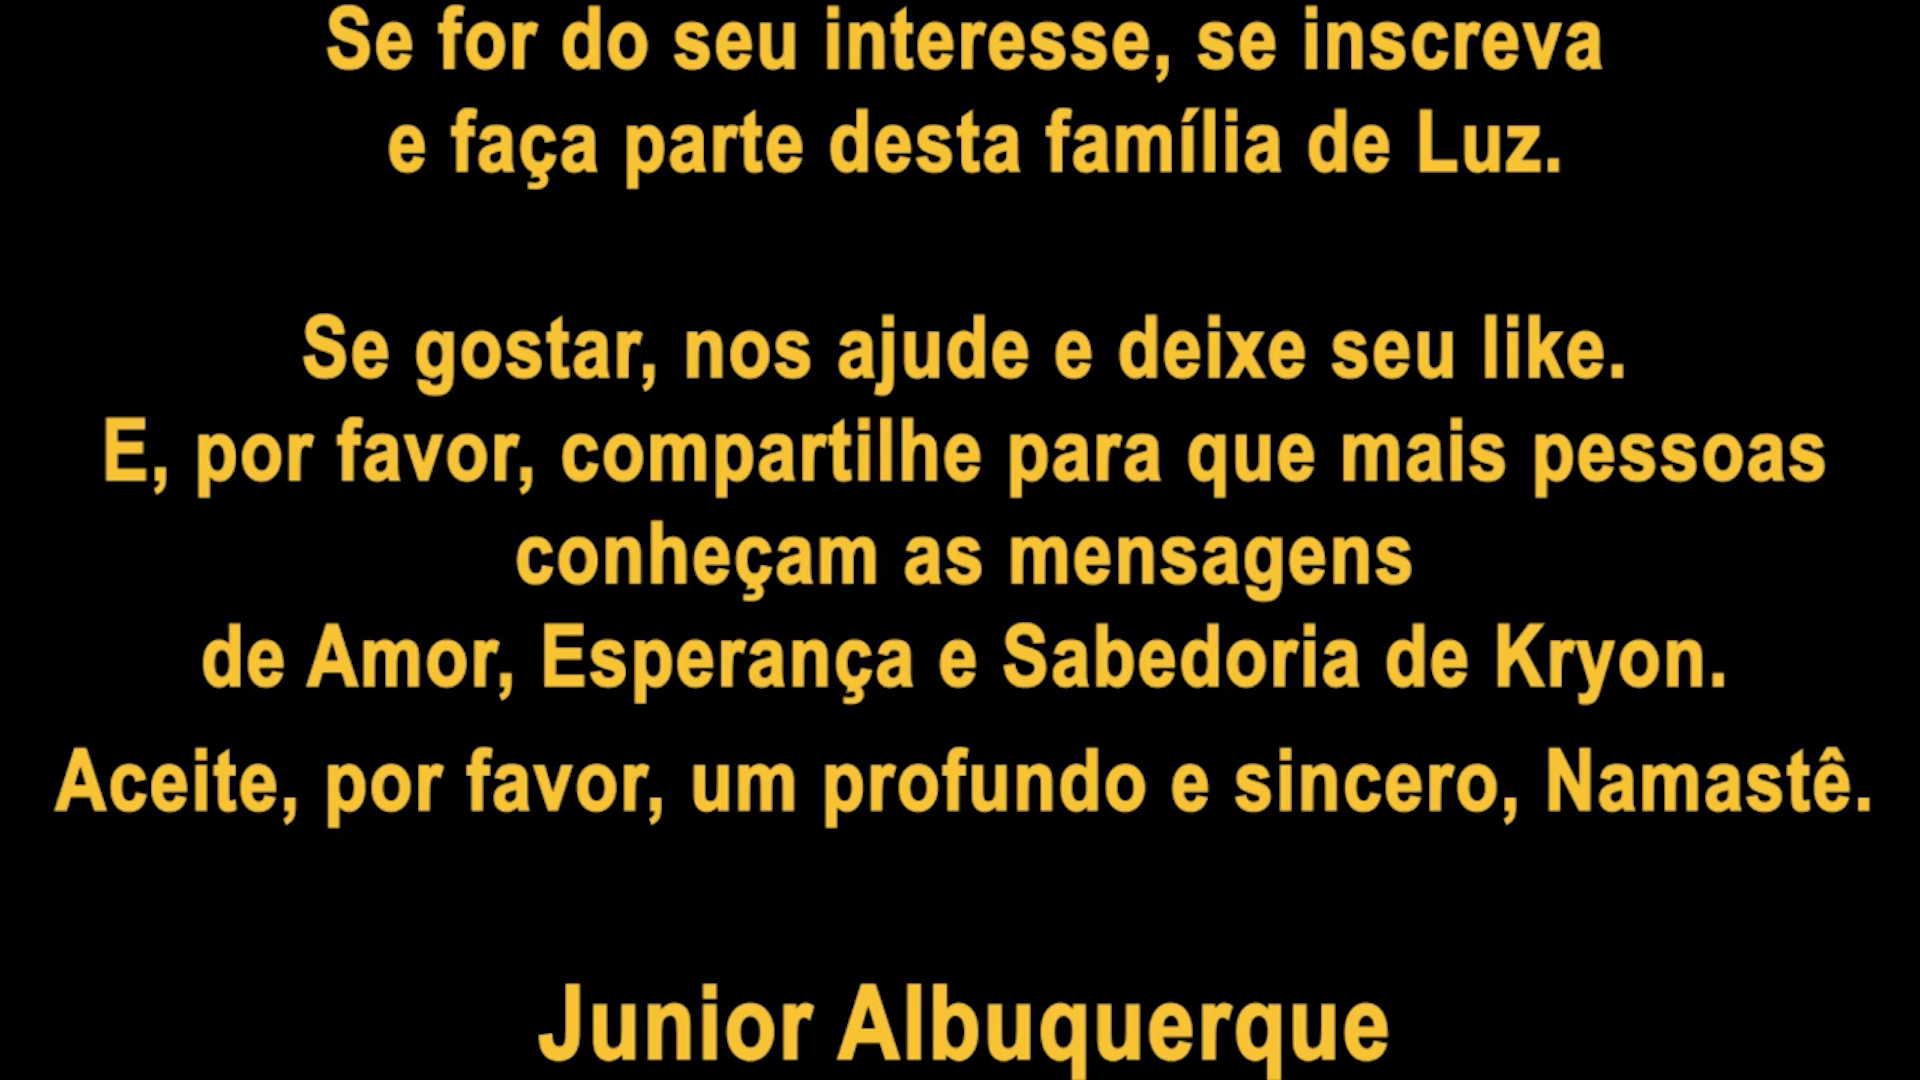 Se for do seu interesse, se inscreva
e faça parte desta família de Luz.
Se gostar, nos ajude e deixe seu like.
E, por favor, compartilhe para que mais pessoas
conheçam as mensagens
de Amor, Esperança e Sabedoria de Kryon.
Aceite, por favor, um profundo e sincero, Namastê.
Junior Albuquerque